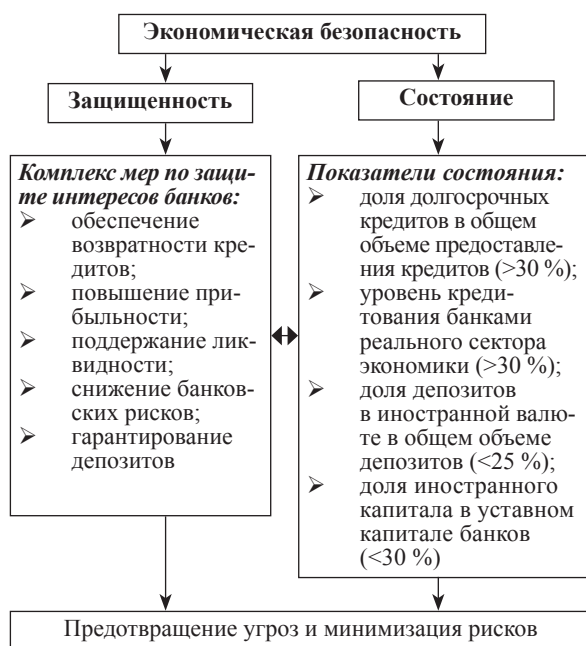 Экономическая безопасность
Защищенность
Состояние
Комплекс мер по защи-
те интересов банков:
➢ обеспечение
возвратности кре-
дитов;
➢ повышение при-
быльности;
➢ поддержание лик-
видности;
➢ снижение банков-
ских рисков;
➢ гарантирование
депозитов
Показатели состояния:
➢ доля долгосрочных
кредитов в общем
объеме предоставле-
ния кредитов (>30 %);
➢ уровень креди-
тования банками
реального сектора
экономики (>30 %);
➢ доля депозитов
в иностранной валю-
те в общем объеме
депозитов (<25 %);
➢ доля иностранного
капитала в уставном
капитале банков
(<30 %)
Предотвращение угроз и минимизация рисков